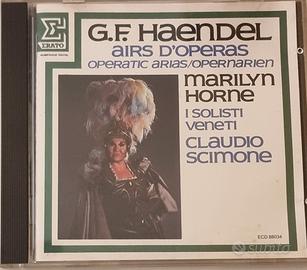 ERATO
G.F. HAENDEL
AIRS D'OPERAS
OPERATIC ARIAS/OPERNARIEN
MARILYN
HORNE
I SOLISTI
VENETI
CLAUDIO
SCIMONE
ECD 88034
subito